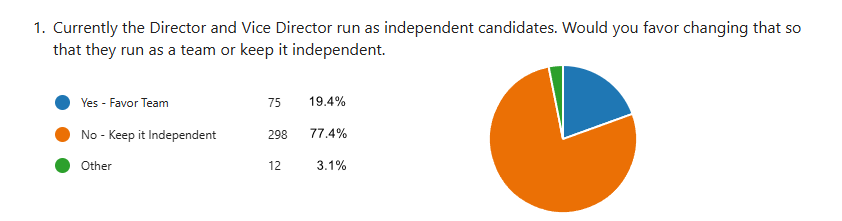 1. Currently the Director and Vice Director run as independent candidates. Would you favor changing that so
that they run as a team or keep it independent.
Yes - Favor Team 75 19.4%
No - Keep it Independent 298 77.4%
Other 12 3.1%